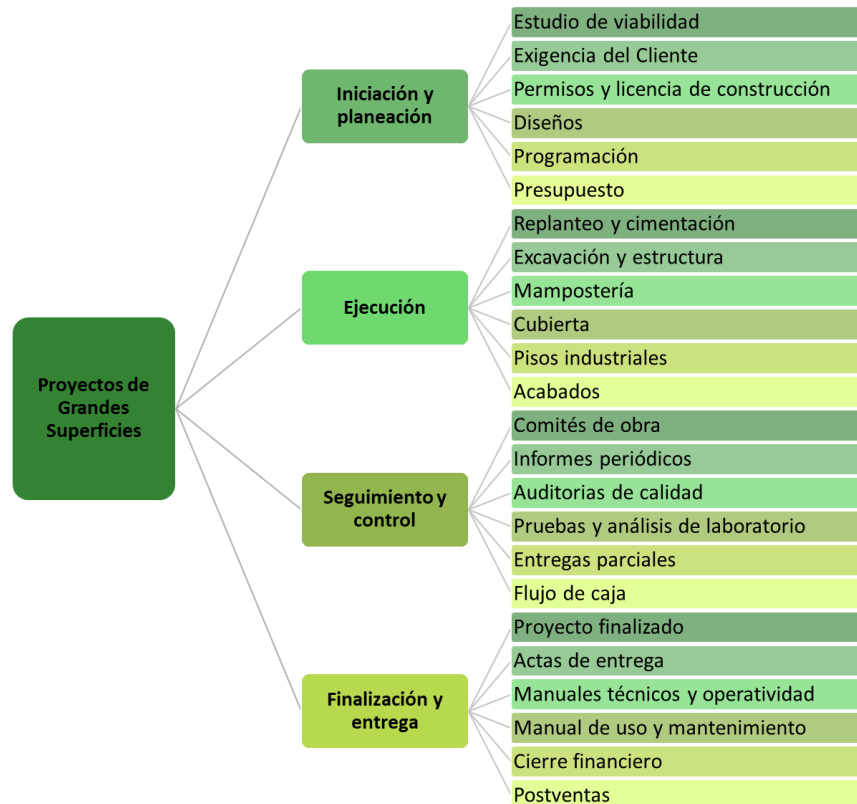 Proyectos de
Grandes
Superficies
Iniciación y
planeación
Estudio de viabilidad
Exigencia del Cliente
Permisos y licencia de construcción
Diseños
Programación
Presupuesto
Ejecución
Replanteo y cimentación
Excavación y estructura
Mampostería
Cubierta
Pisos industriales
Acabados
Seguimiento y
control
Comités de obra
Informes periódicos
Auditorias de calidad
Pruebas y análisis de laboratorio
Entregas parciales
Flujo de caja
Finalización y
entrega
Proyecto finalizado
Actas de entrega
Manuales técnicos y operatividad
Manual de uso y mantenimiento
Cierre financiero
Postventas